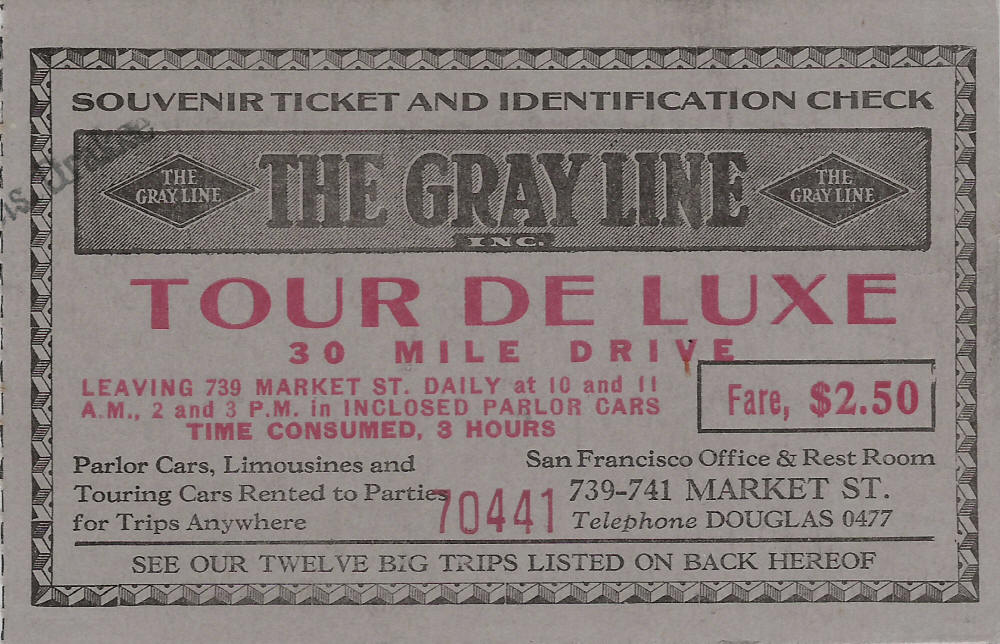 SOUVENIR TICKET AND IDENTIFICATION CHECK
THE
GRAY LINE
THE GRAY LINE
INC.
THE
GRAY LINE
TOUR DE LUXE
30 MILE DRIVE
LEAVING 739 MARKET ST. DAILY at 10 and 11
A.M., 2 and 3 P.M. in INCLOSED PARLOR CARS
TIME CONSUMED, 3 HOURS
Fare, $2.50
Parlor Cars, Limousines and
Touring Cars Rented to Parties
for Trips Anywhere
70441
San Francisco Office & Rest Room
739-741 MARKET ST.
Telephone DOUGLAS 0477
SEE OUR TWELVE BIG TRIPS LISTED ON BACK HEREOF